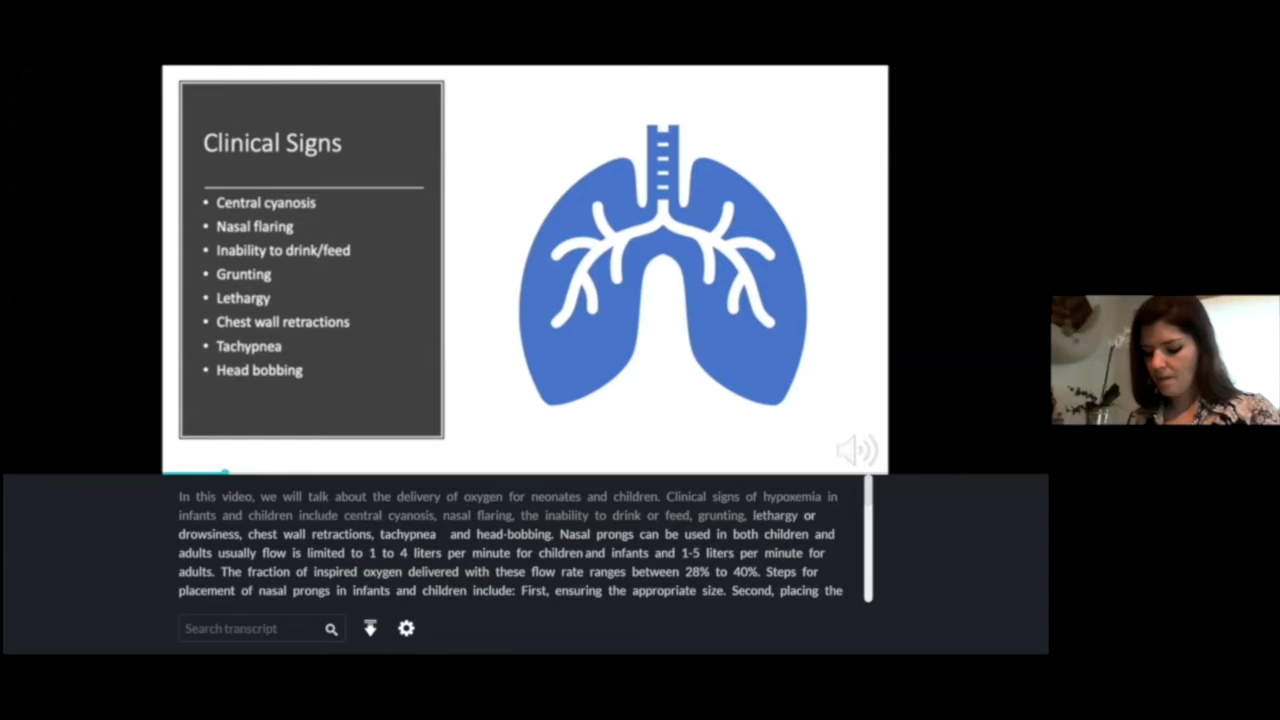 Clinical Signs
• Central cyanosis
• Nasal flaring
• Inability to drink/feed
• Grunting
• Lethargy
• Chest wall retractions
• Tachypnea
• Head bobbing
In this video, we will talk about the delivery of oxygen for neonates and children. Clinical signs of hypoxemia in
infants and children include central cyanosis, nasal flaring, the inability to drink or feed, grunting, lethargy or
drowsiness, chest wall retractions, tachypnea and head-bobbing. Nasal prongs can be used in both children and
adults usually flow is limited to 1 to 4 liters per minute for children and infants and 1-5 liters per minute for
adults. The fraction of inspired oxygen delivered with these flow rate ranges between 28% to 40%. Steps for
placement of nasal prongs in infants and children include: First, ensuring the appropriate size. Second, placing the
Search transcript